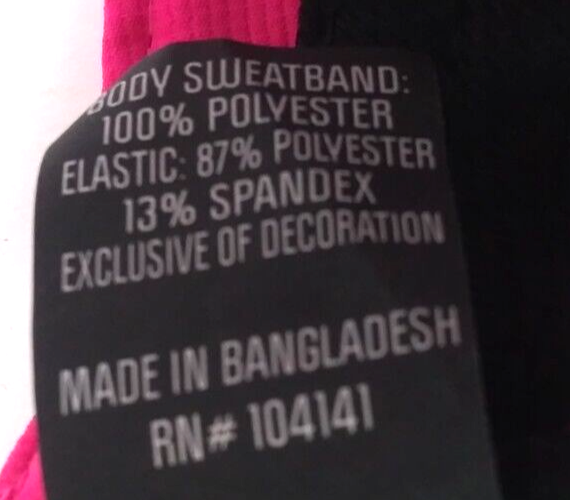 BODY SWEATBAND:
100% POLYESTER
ELASTIC: 87% POLYESTER
13% SPANDEX
EXCLUSIVE OF DECORATION
MADE IN BANGLADESH
RN# 104141